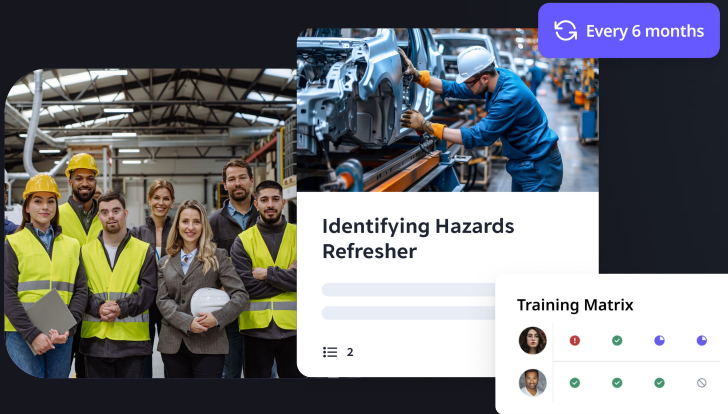 Every 6 months
Identifying Hazards
Refresher
2
Training Matrix